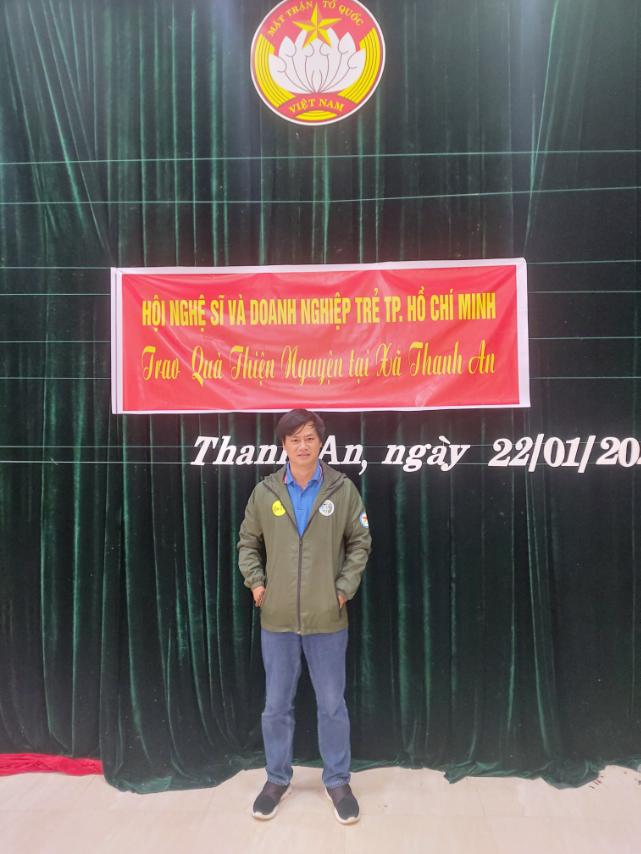 MẶT TRẬN TỔ QUỐC
VIỆT NAM
HỘI NGHỆ SĨ VÀ DOANH NGHIỆP TRẺ TP. HỒ CHÍ MINH
Trao Quà Thiện Nguyện tại Xã Thanh An
Thanh An, ngày 22/01/20